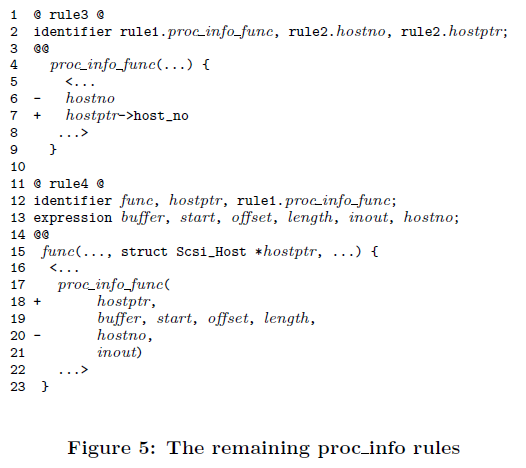 1 @ rule3 @
2 identifier rule1.proc_info_func, rule2.hostno, rule2.hostptr;
3 @@
4 proc_info_func(...) {
5 <...
6 - hostno
7 + hostptr->host_no
8 ...>
9 }
10
11 @ rule4 @
12 identifier func, hostptr, rule1.proc_info_func;
13 expression buffer, start, offset, length, inout, hostno;
14 @@
15 func(..., struct Scsi_Host *hostptr, ...) {
16 <...
17 proc_info_func(
18 + hostptr,
19 buffer, start, offset, length,
20 - hostno,
21 inout)
22 ...>
23 }
Figure 5: The remaining proc_info rules